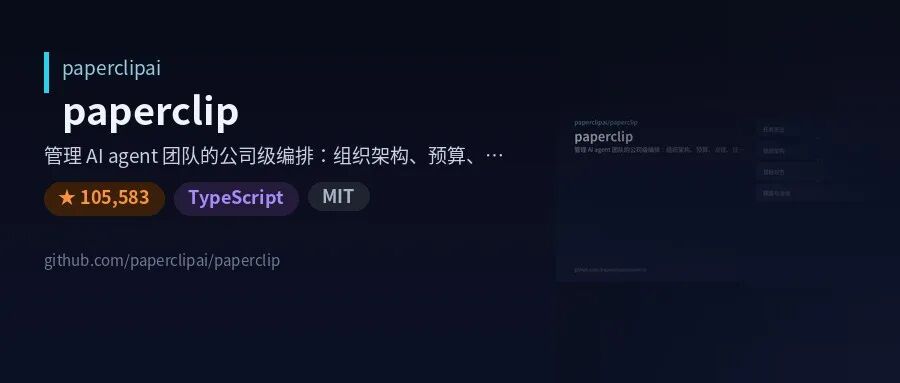 paperclipai
paperclip
管理 AI agent 团队的公司级编排：组织架构、预算、…
★ 105,583
TypeScript
MIT
github.com/paperclipai/paperclip
paperclipai/paperclip
paperclip